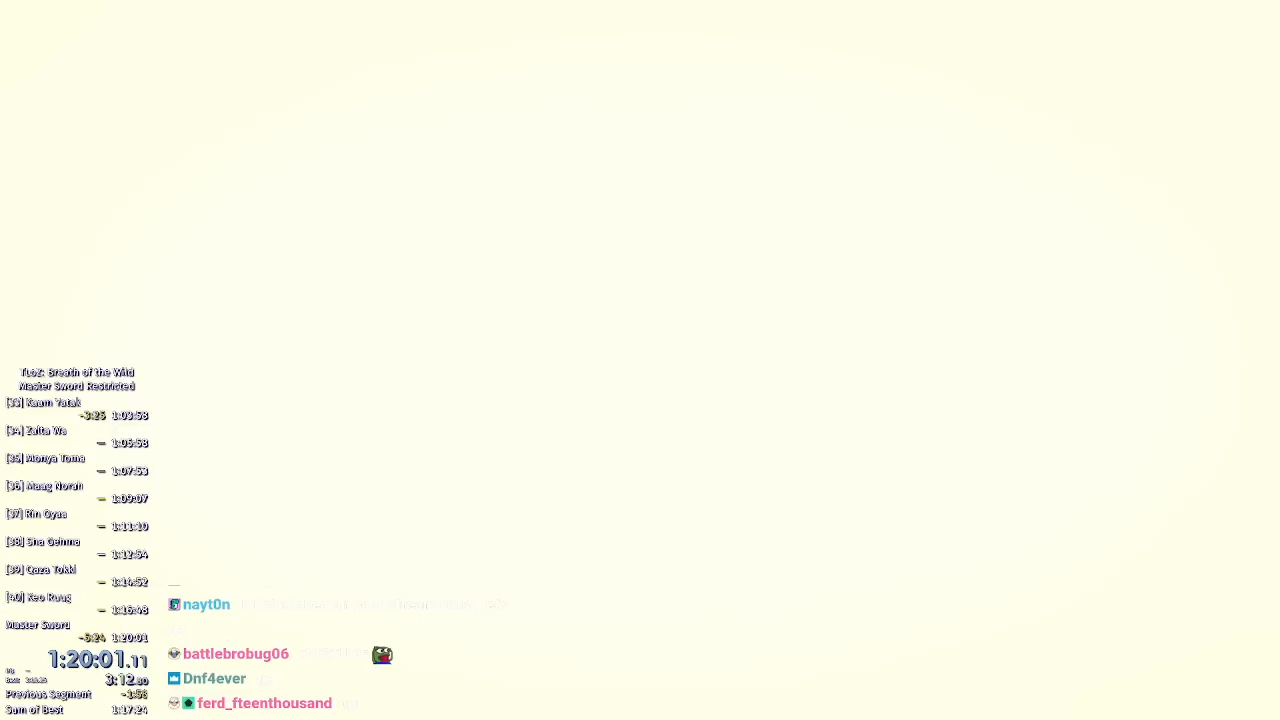 TLoZ: Breath of the Wild
Master Sword Restricted
[33] Kaam Yatak
-3:25 1:03:58
[34] Zalta Wa
— 1:05:58
[35] Monya Toma
— 1:07:53
[36] Maag Norah
— 1:09:07
[37] Rin Oyaa
— 1:11:10
[38] Sha Gehma
— 1:12:54
[39] Qaza Tokki
— 1:14:52
[40] Keo Ruug
— 1:16:48
Master Sword
-5:24 1:20:01
1:20:01.11
3:12.80
Previous Segment -1:58
Sum of Best 1:17:24
nayt0n
battlebrobug06
Dnf4ever
ferd_fteenthousand